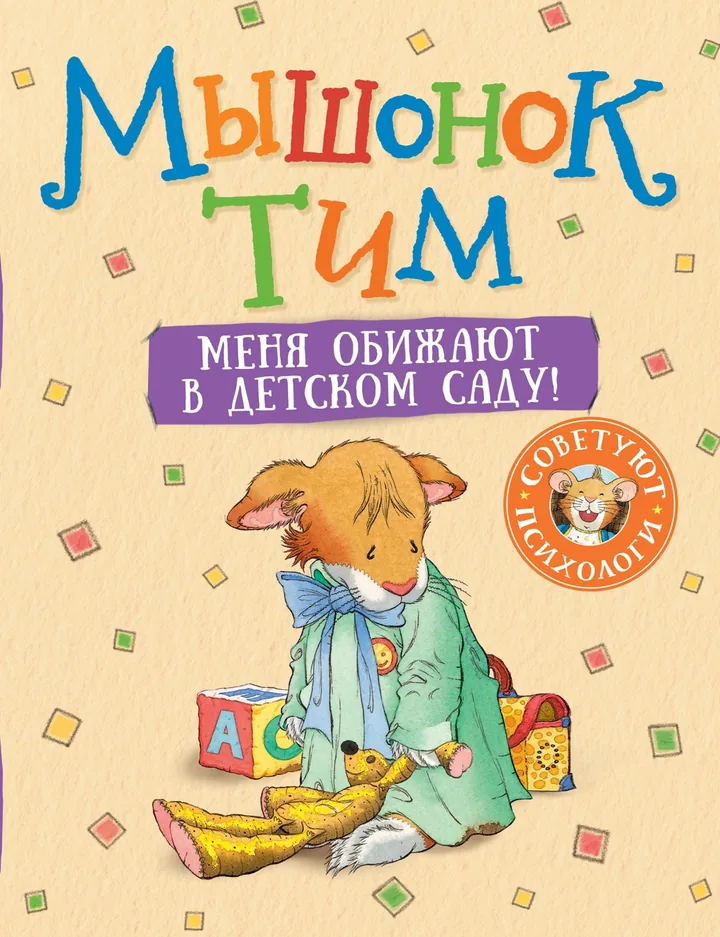 Мышонок
Тим
МЕНЯ ОБИЖАЮТ
В ДЕТСКОМ САДУ!
СОВЕТУЮТ
ПСИХОЛОГИ
А С